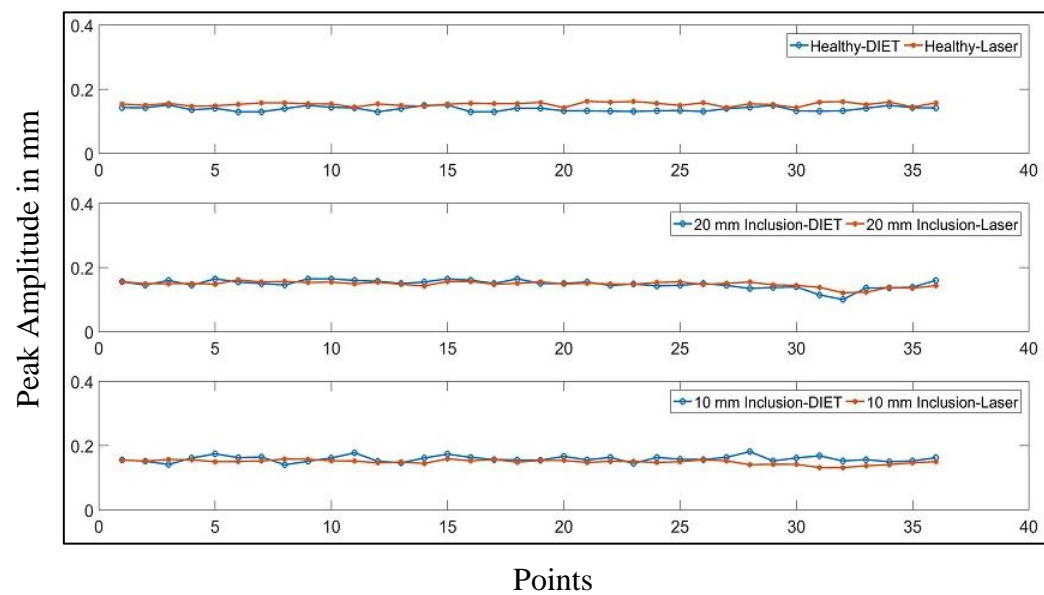 Peak Amplitude in mm
0.4
Healthy-DIET Healthy-Laser
0.2
0
0 5 10 15 20 25 30 35 40
0.4
20 mm Inclusion-DIET 20 mm Inclusion-Laser
0.2
0
0 5 10 15 20 25 30 35 40
0.4
10 mm Inclusion-DIET 10 mm Inclusion-Laser
0.2
0
0 5 10 15 20 25 30 35 40
Points